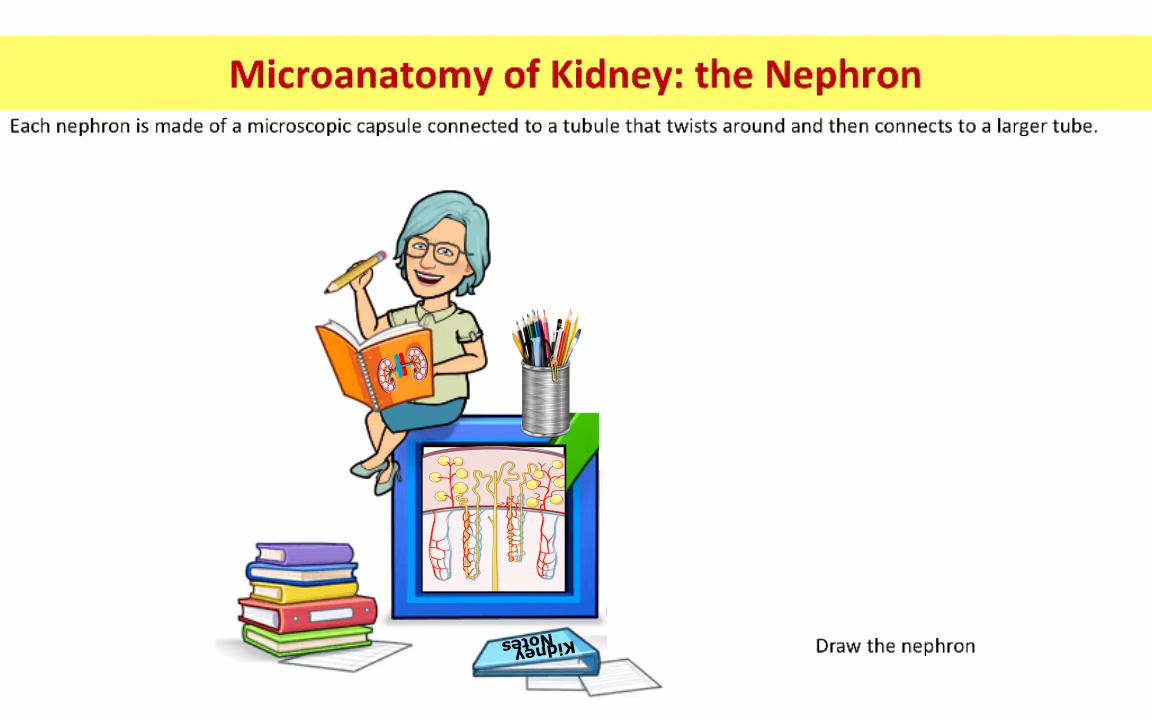 Microanatomy of Kidney: the Nephron
Each nephron is made of a microscopic capsule connected to a tubule that twists around and then connects to a larger tube.
Kidney
Notes
Draw the nephron